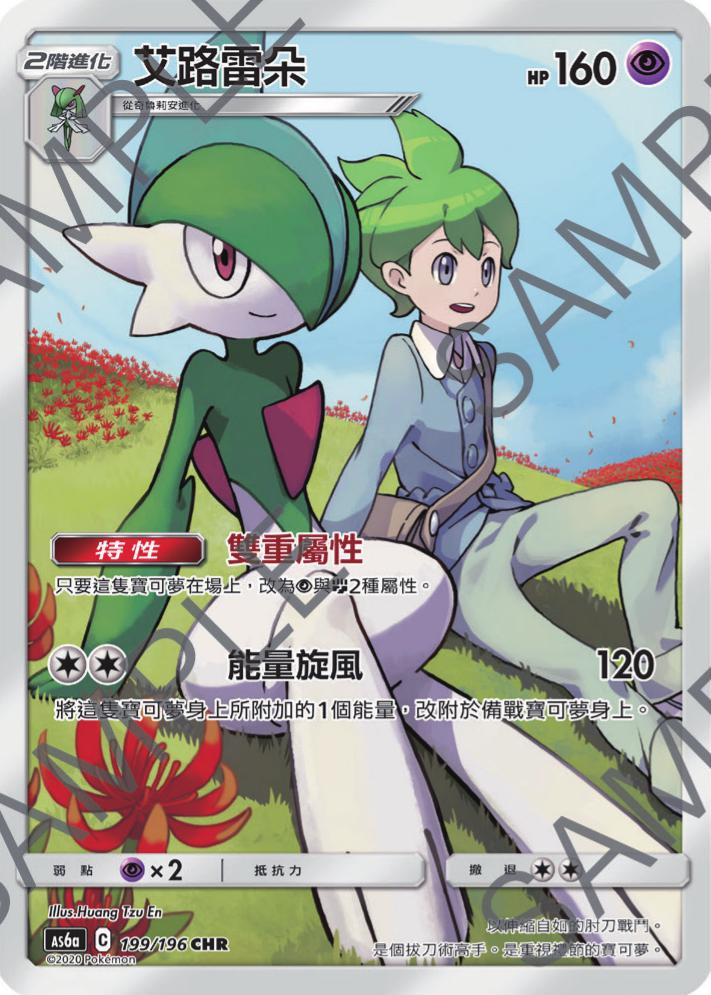 2階進化
艾路雷朵
HP 160
從奇魯莉安進化
特性 雙重屬性
只要這隻寶可夢在場上,改為與2種屬性。
能量旋風 120
將這隻寶可夢身上所附加的1個能量,改附於備戰寶可夢身上。
弱點 ×2 抵抗力 撤退
Illus.Huang Tzu En
AS6a C 199/196 CHR
©2020 Pokémon
以伸縮自如的肘刀戰鬥。
是個拔刀術高手。是重視禮節的寶可夢。
SAMPLE
SAMPLE
SAMPLE
SAMPLE
SAMPLE